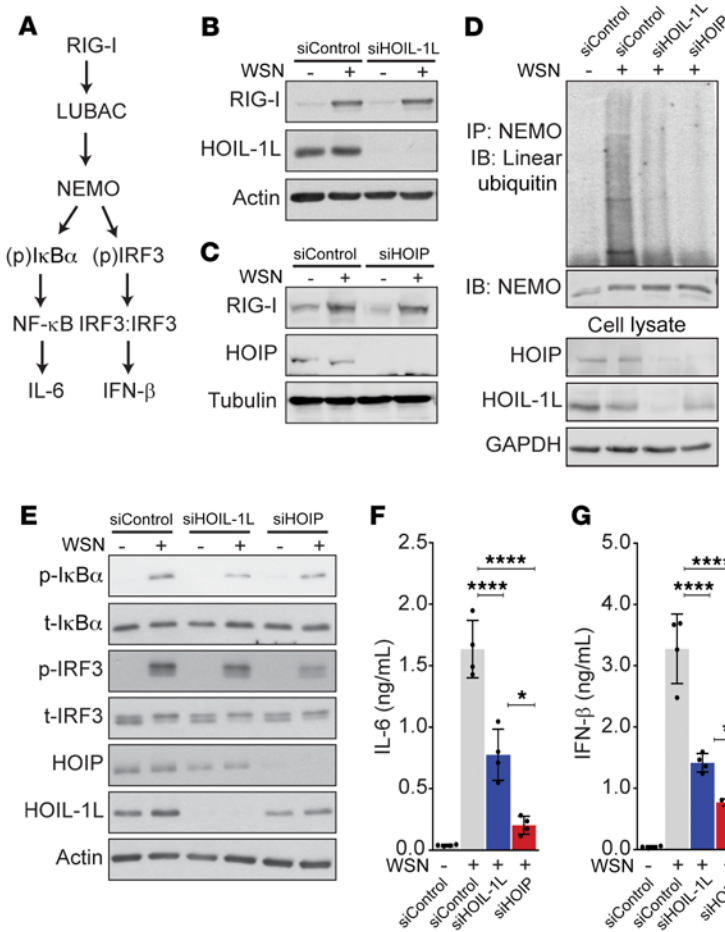 A
RIG-I
LUBAC
NEMO
(p)IκBα (p)IRF3
NF-κB IRF3:IRF3
IL-6 IFN-β
B
siControl siHOIL-1L
WSN - + - +
RIG-I
HOIL-1L
Actin
C
siControl siHOIP
WSN - + - +
RIG-I
HOIP
Tubulin
D
siControl siControl siHOIL-1L siHOIP
WSN - + + +
IP: NEMO
IB: Linear
ubiquitin
IB: NEMO
Cell lysate
HOIP
HOIL-1L
GAPDH
E
siControl siHOIL-1L siHOIP
WSN - + - + - +
p-IκBα
t-IκBα
p-IRF3
t-IRF3
HOIP
HOIL-1L
Actin
F
IL-6 (ng/mL)
2.5
2.0
1.5
1.0
0.5
0.0
****
****
*
WSN - + + +
siControl siControl siHOIL-1L siHOIP
G
IFN-β (ng/mL)
5.0
4.0
3.0
2.0
1.0
0.0
****
****
WSN - + +
siControl siControl siHOIL-1L